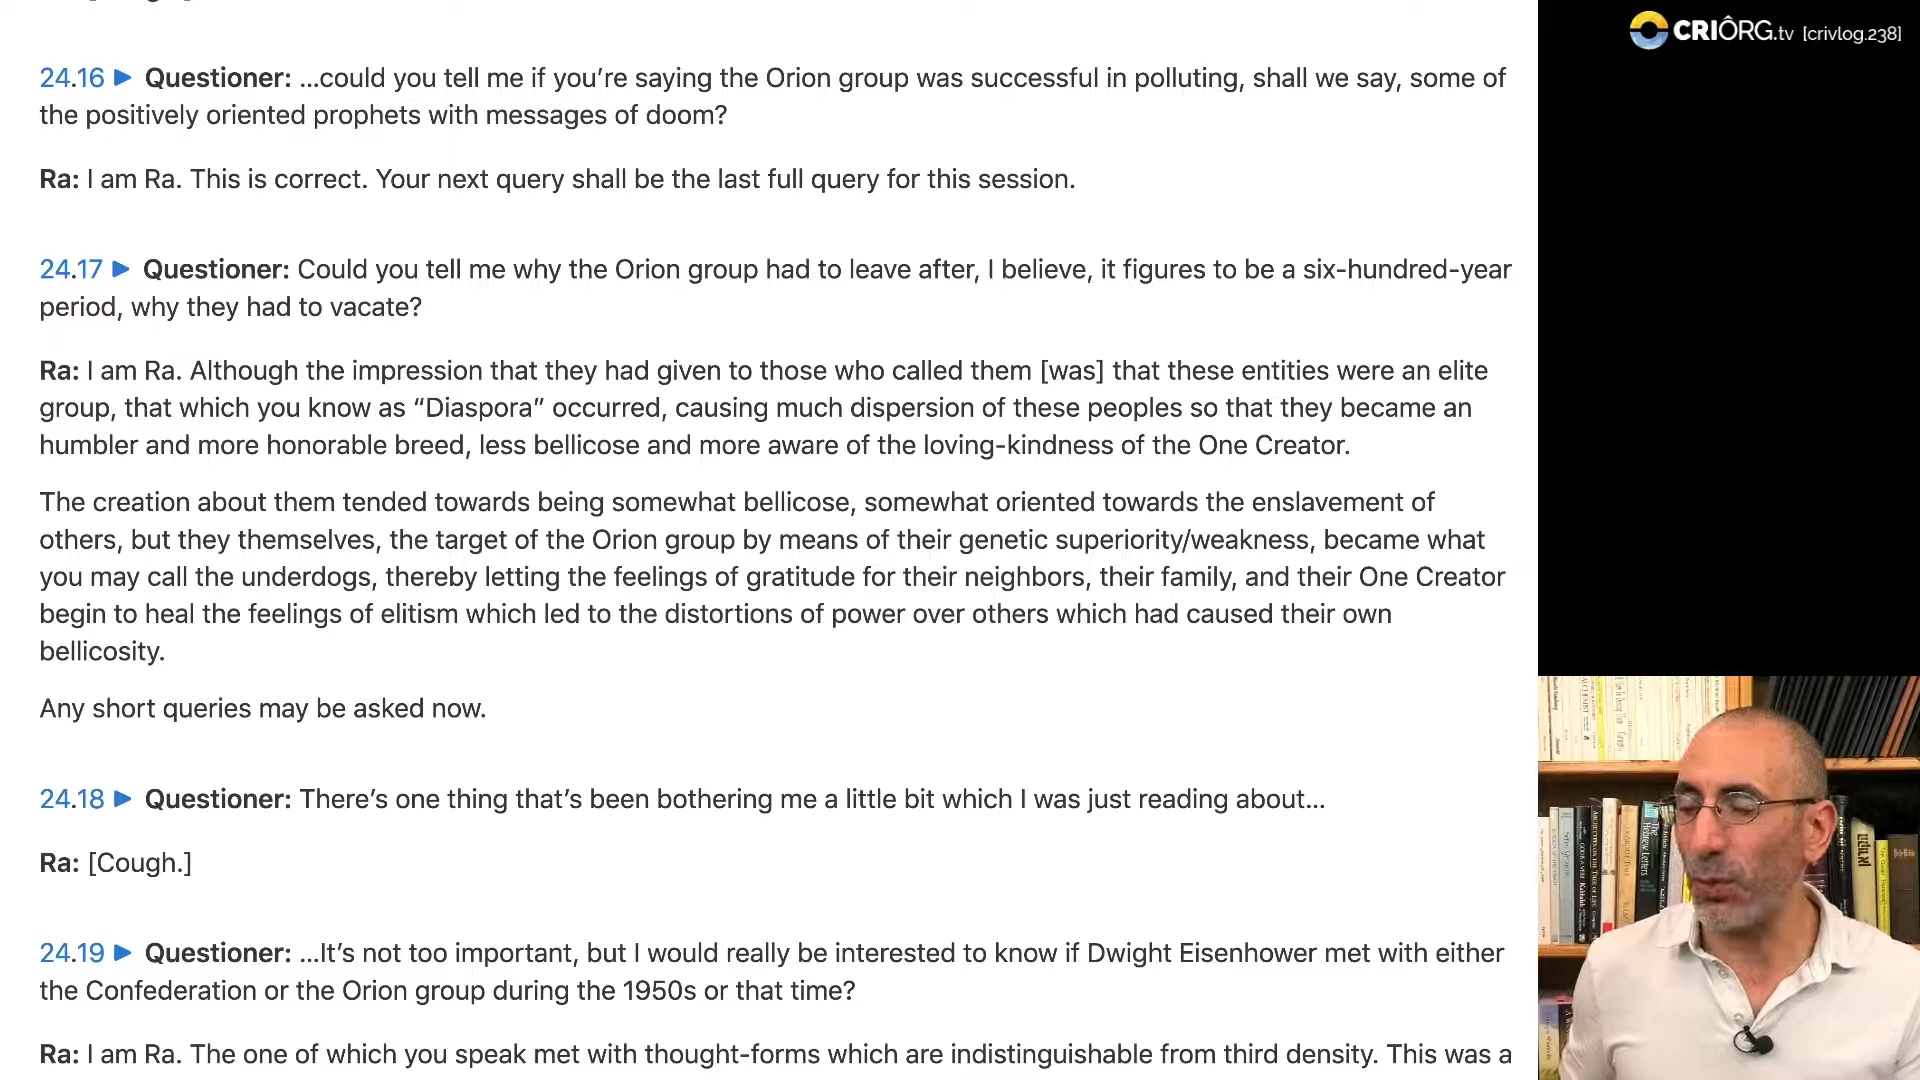 CRIÔRG.tv [crivlog.238]
24.16 ▶ Questioner: …could you tell me if you’re saying the Orion group was successful in polluting, shall we say, some of
the positively oriented prophets with messages of doom?
Ra: I am Ra. This is correct. Your next query shall be the last full query for this session.
24.17 ▶ Questioner: Could you tell me why the Orion group had to leave after, I believe, it figures to be a six-hundred-year
period, why they had to vacate?
Ra: I am Ra. Although the impression that they had given to those who called them [was] that these entities were an elite
group, that which you know as “Diaspora” occurred, causing much dispersion of these peoples so that they became an
humbler and more honorable breed, less bellicose and more aware of the loving-kindness of the One Creator.
The creation about them tended towards being somewhat bellicose, somewhat oriented towards the enslavement of
others, but they themselves, the target of the Orion group by means of their genetic superiority/weakness, became what
you may call the underdogs, thereby letting the feelings of gratitude for their neighbors, their family, and their One Creator
begin to heal the feelings of elitism which led to the distortions of power over others which had caused their own
bellicosity.
Any short queries may be asked now.
24.18 ▶ Questioner: There’s one thing that’s been bothering me a little bit which I was just reading about…
Ra: [Cough.]
24.19 ▶ Questioner: …It’s not too important, but I would really be interested to know if Dwight Eisenhower met with either
the Confederation or the Orion group during the 1950s or that time?
Ra: I am Ra. The one of which you speak met with thought-forms which are indistinguishable from third density. This was a
The Hebrew Letters